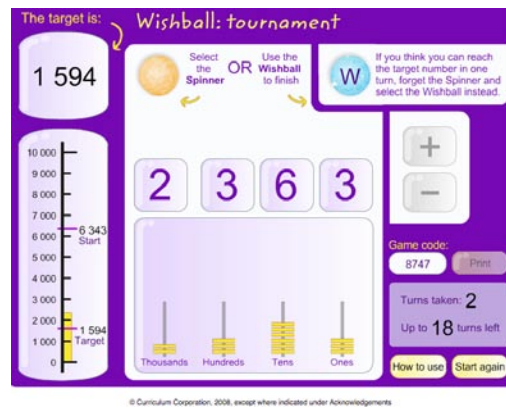 The target is:
1 594
Wishball: tournament
Select
the
Spinner
OR
Use the
Wishball
to finish
W
If you think you can reach
the target number in one
turn, forget the Spinner and
select the Wishball instead.
10 000
9 000
8 000
7 000
6 000
5 000
4 000
3 000
2 000
1 000
0
6 343
Start
1 594
Target
2 3 6 3
+
−
Thousands Hundreds Tens Ones
Game code:
8747 Print
Turns taken: 2
Up to 18 turns left
How to use Start again
© Curriculum Corporation, 2008, except where indicated under Acknowledgements